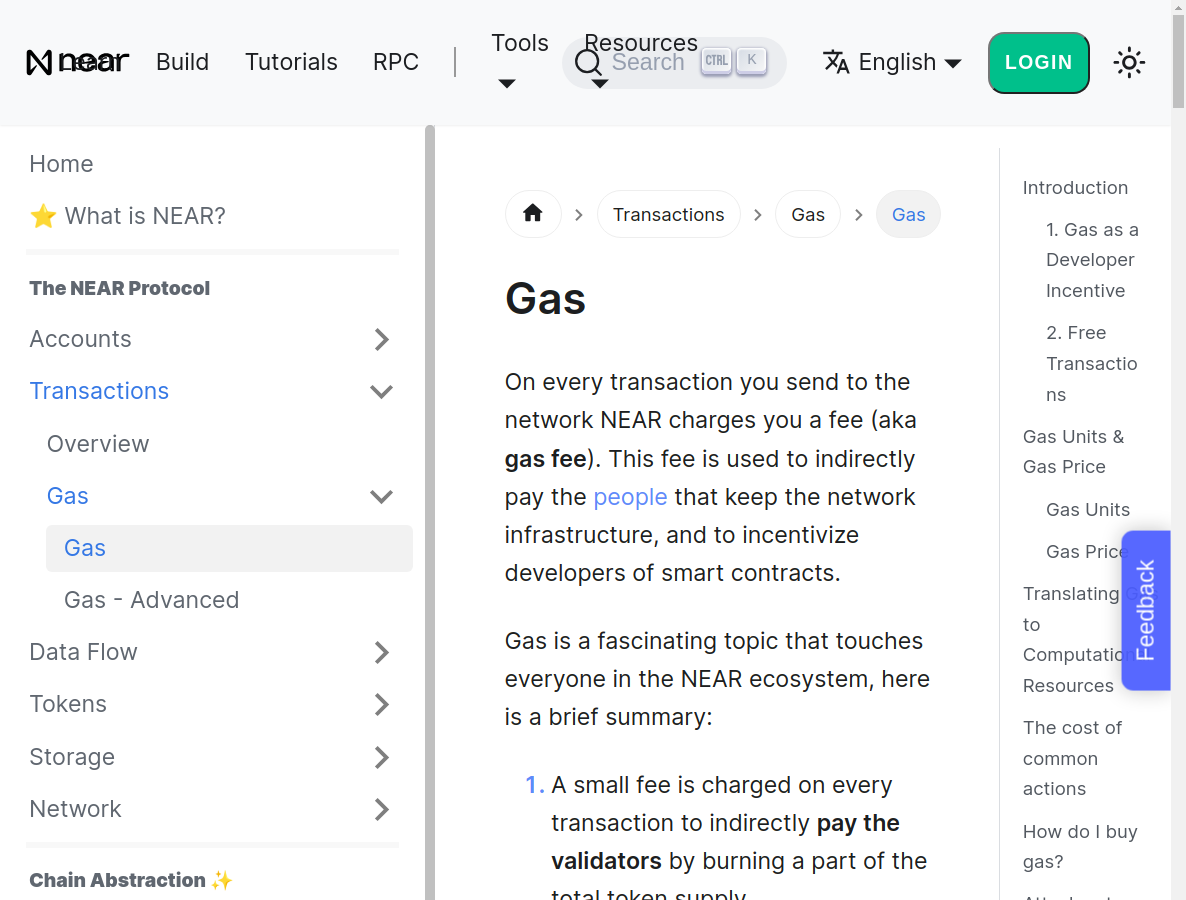 near
Learn
Build
Tutorials
RPC
Tools
Resources
Search
CTRL
K
English
LOGIN
Home
⭐ What is NEAR?
The NEAR Protocol
Accounts
Transactions
Overview
Gas
Gas
Gas - Advanced
Data Flow
Tokens
Storage
Network
Chain Abstraction ✨
Transactions
Gas
Gas
Gas
On every transaction you send to the
network NEAR charges you a fee (aka
gas fee). This fee is used to indirectly
pay the people that keep the network
infrastructure, and to incentivize
developers of smart contracts.
Gas is a fascinating topic that touches
everyone in the NEAR ecosystem, here
is a brief summary:
1. A small fee is charged on every
transaction to indirectly pay the
validators by burning a part of the
total token supply
Introduction
1. Gas as a
Developer
Incentive
2. Free
Transactio
ns
Gas Units &
Gas Price
Gas Units
Gas Price
Translating Gas
to
Computation
Resources
The cost of
common
actions
How do I buy
gas?
Feedback